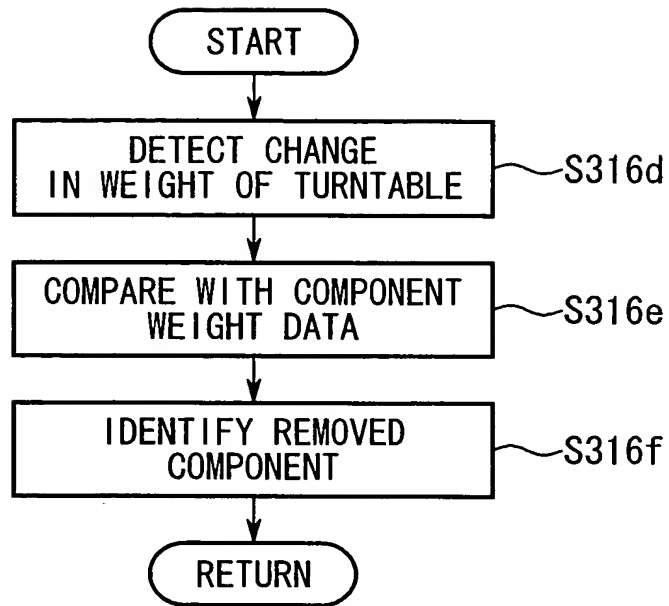 START
DETECT CHANGE
IN WEIGHT OF TURNTABLE
S316d
COMPARE WITH COMPONENT
WEIGHT DATA
S316e
IDENTIFY REMOVED
COMPONENT
S316f
RETURN